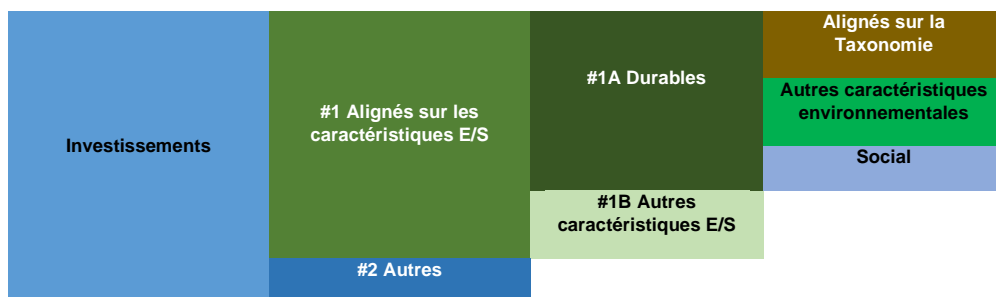 Investissements
#1 Alignés sur les
caractéristiques E/S
#2 Autres
#1A Durables
#1B Autres
caractéristiques E/S
Alignés sur la
Taxonomie
Autres caractéristiques
environnementales
Social